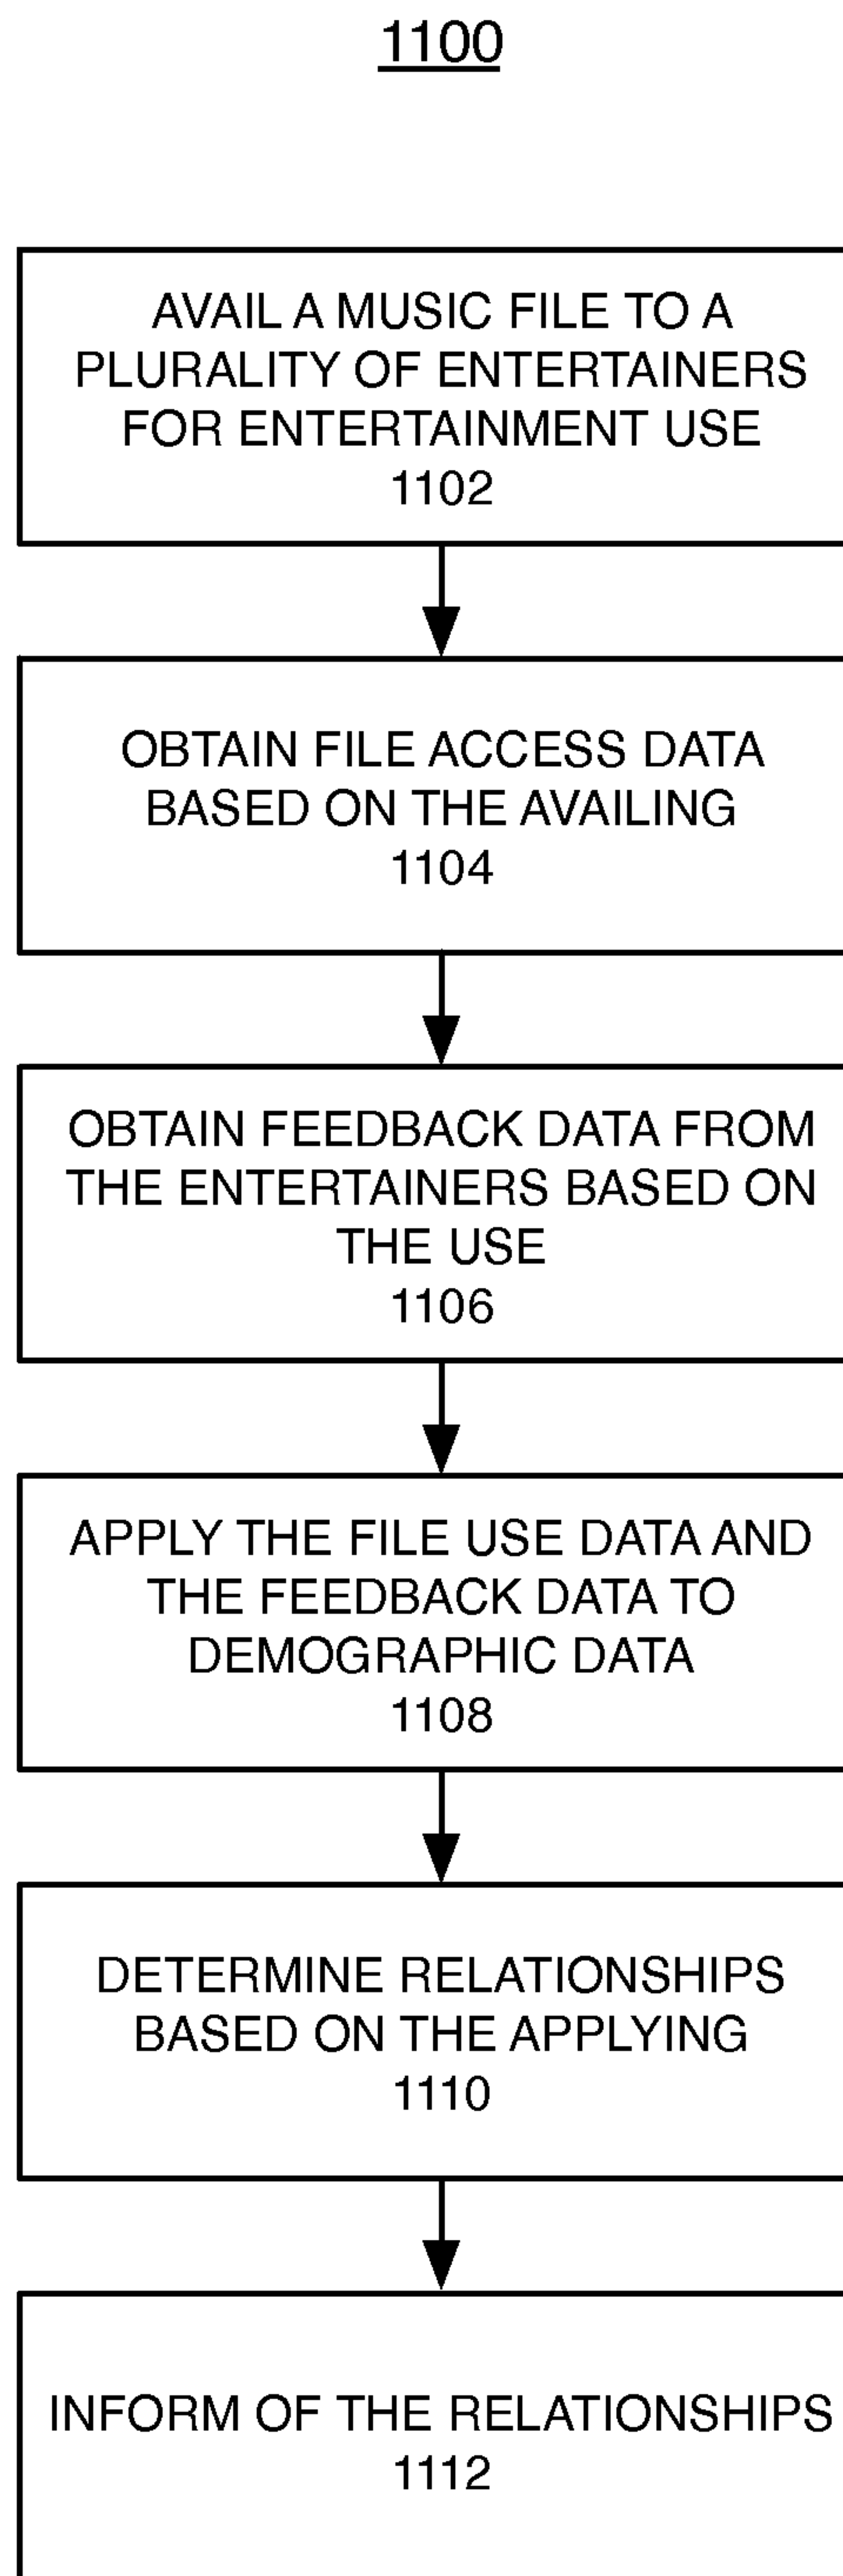 1100
AVAIL A MUSIC FILE TO A
PLURALITY OF ENTERTAINERS
FOR ENTERTAINMENT USE
1102
OBTAIN FILE ACCESS DATA
BASED ON THE AVAILING
1104
OBTAIN FEEDBACK DATA FROM
THE ENTERTAINERS BASED ON
THE USE
1106
APPLY THE FILE USE DATA AND
THE FEEDBACK DATA TO
DEMOGRAPHIC DATA
1108
DETERMINE RELATIONSHIPS
BASED ON THE APPLYING
1110
INFORM OF THE RELATIONSHIPS
1112